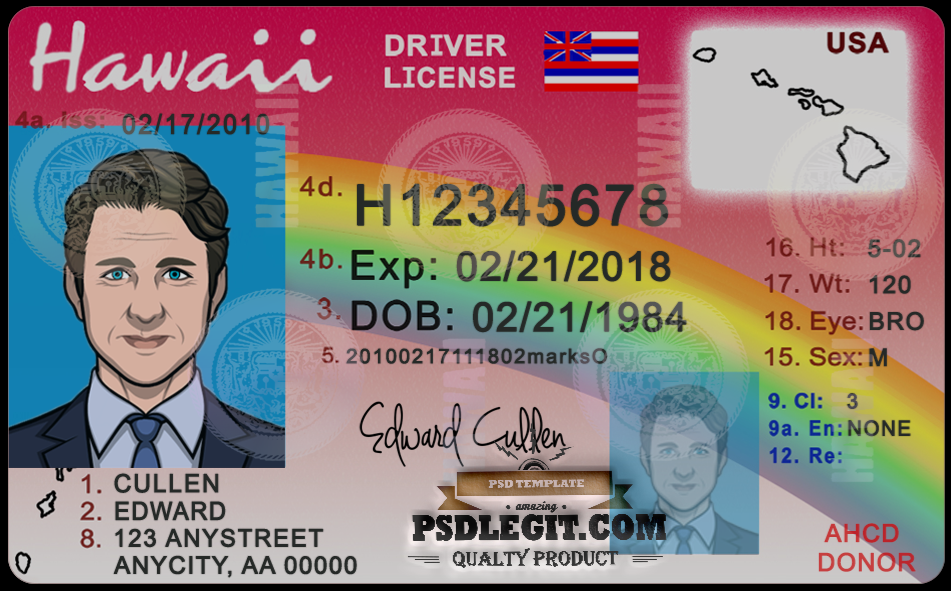 Hawaii
DRIVER
LICENSE
USA
4a. Iss: 02/17/2010
HAWAII
HAWAII
4d. H12345678
4b. Exp: 02/21/2018
3. DOB: 02/21/1984
5. 20100217111802marksO
16. Ht: 5-02
17. Wt: 120
18. Eye: BRO
15. Sex: M
9. Cl: 3
9a. En: NONE
12. Re:
HAWAII
Edward Cullen
1. CULLEN
2. EDWARD
8. 123 ANYSTREET
ANYCITY, AA 00000
PSD TEMPLATE
amazing
PSDLEGIT.COM
QUALTY PRODUCT
AHCD
DONOR